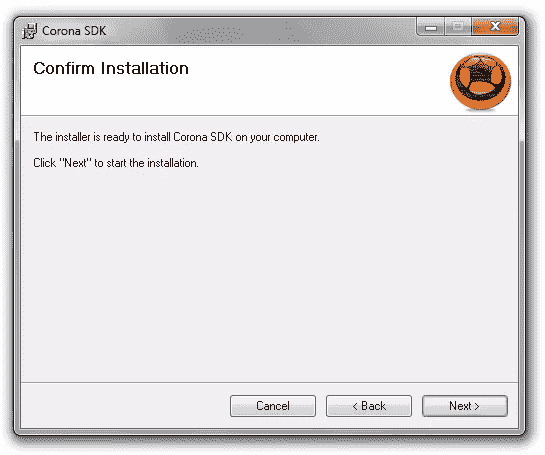 Corona SDK
Confirm Installation
The installer is ready to install Corona SDK on your computer.
Click "Next" to start the installation.
Cancel
< Back
Next >